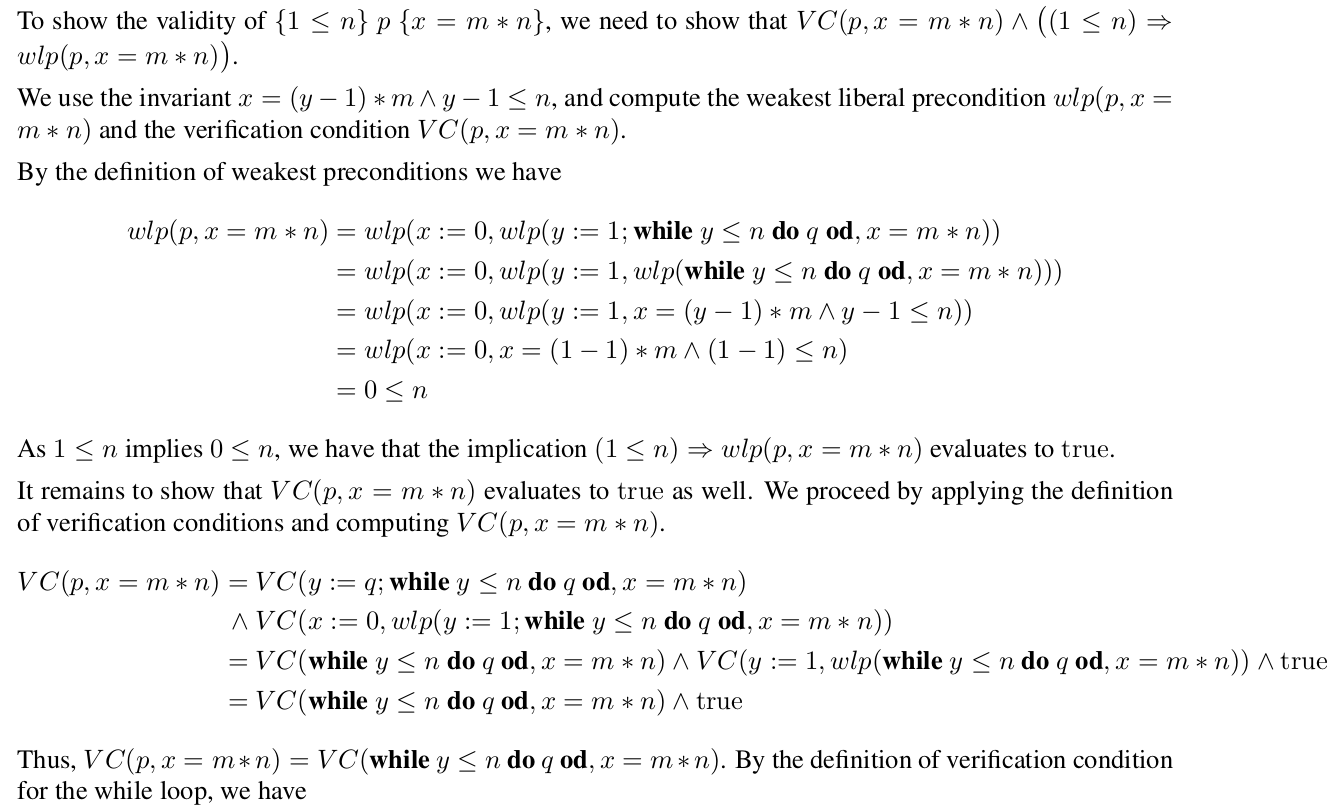 To show the validity of {1 ≤ n} p {x = m ∗ n}, we need to show that VC(p, x = m ∗ n) ∧ ((1 ≤ n) ⇒
wlp(p, x = m ∗ n)).
We use the invariant x = (y − 1) ∗ m ∧ y − 1 ≤ n, and compute the weakest liberal precondition wlp(p, x =
m ∗ n) and the verification condition VC(p, x = m ∗ n).
By the definition of weakest preconditions we have
wlp(p, x = m ∗ n) = wlp(x := 0, wlp(y := 1; while y ≤ n do q od, x = m ∗ n))
= wlp(x := 0, wlp(y := 1, wlp(while y ≤ n do q od, x = m ∗ n)))
= wlp(x := 0, wlp(y := 1, x = (y − 1) ∗ m ∧ y − 1 ≤ n))
= wlp(x := 0, x = (1 − 1) ∗ m ∧ (1 − 1) ≤ n)
= 0 ≤ n
As 1 ≤ n implies 0 ≤ n, we have that the implication (1 ≤ n) ⇒ wlp(p, x = m ∗ n) evaluates to true.
It remains to show that VC(p, x = m ∗ n) evaluates to true as well. We proceed by applying the definition
of verification conditions and computing VC(p, x = m ∗ n).
VC(p, x = m ∗ n) = VC(y := q; while y ≤ n do q od, x = m ∗ n)
∧ VC(x := 0, wlp(y := 1; while y ≤ n do q od, x = m ∗ n))
= VC(while y ≤ n do q od, x = m ∗ n) ∧ VC(y := 1, wlp(while y ≤ n do q od, x = m ∗ n)) ∧ true
= VC(while y ≤ n do q od, x = m ∗ n) ∧ true
Thus, VC(p, x = m ∗ n) = VC(while y ≤ n do q od, x = m ∗ n). By the definition of verification condition
for the while loop, we have